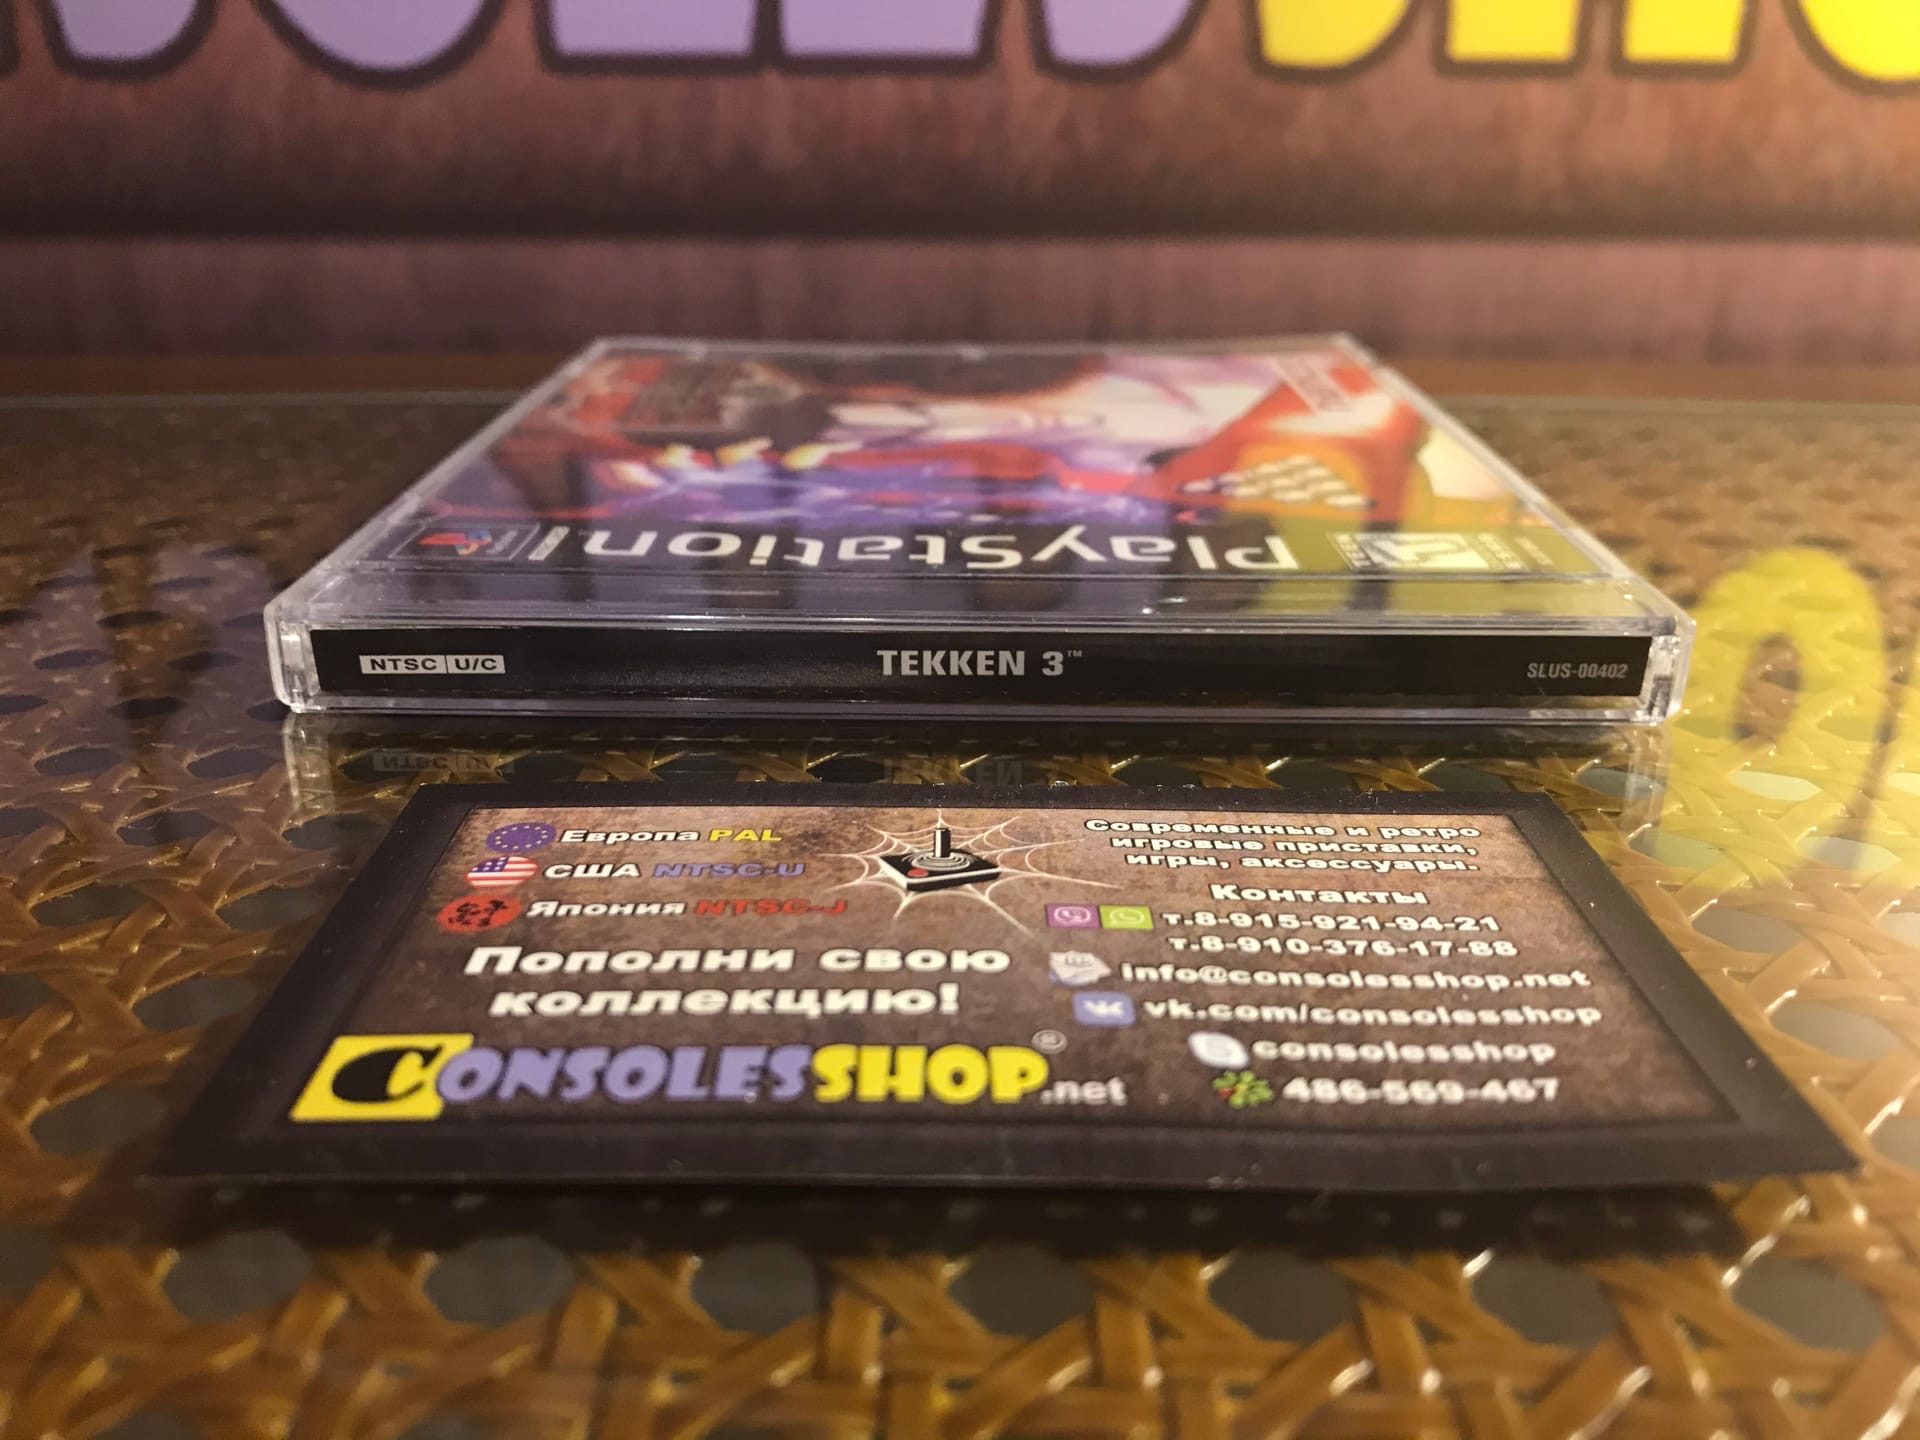 PlayStation
NTSC U/C
TEKKEN 3™
SLUS-00402
Европа PAL
США NTSC-U
Япония NTSC-J
Пополни свою
коллекцию!
CONSOLESSHOP®.net
Современные и ретро
игровые приставки,
игры, аксессуары.
Контакты
т.8-915-921-94-21
т.8-910-376-17-88
info@consolesshop.net
vk.com/consolesshop
consolesshop
486-569-467